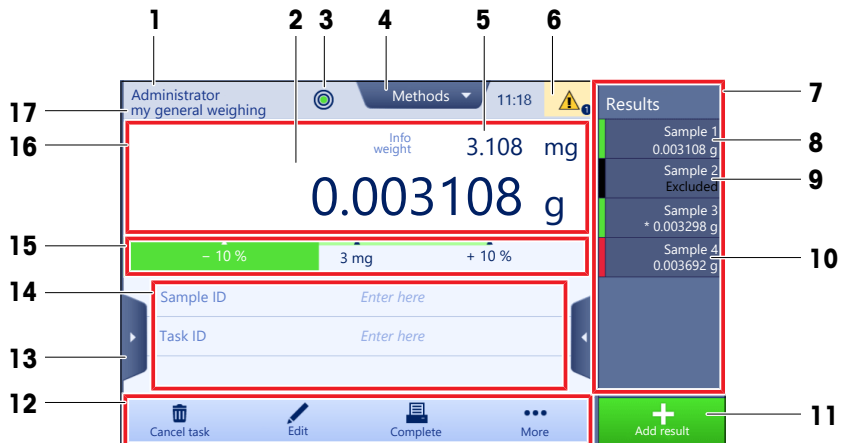 1
2
3
4
5
6
Administrator
my general weighing
Methods
11:18
1
Results
7
17
16
Info
weight
3.108 mg
0.003108 g
Sample 1
0.003108 g
8
Sample 2
Excluded
9
Sample 3
* 0.003298 g
Sample 4
0.003692 g
10
15
– 10 %
3 mg
+ 10 %
14
Sample ID
Enter here
Task ID
Enter here
13
12
Cancel task
Edit
Complete
More
Add result
11